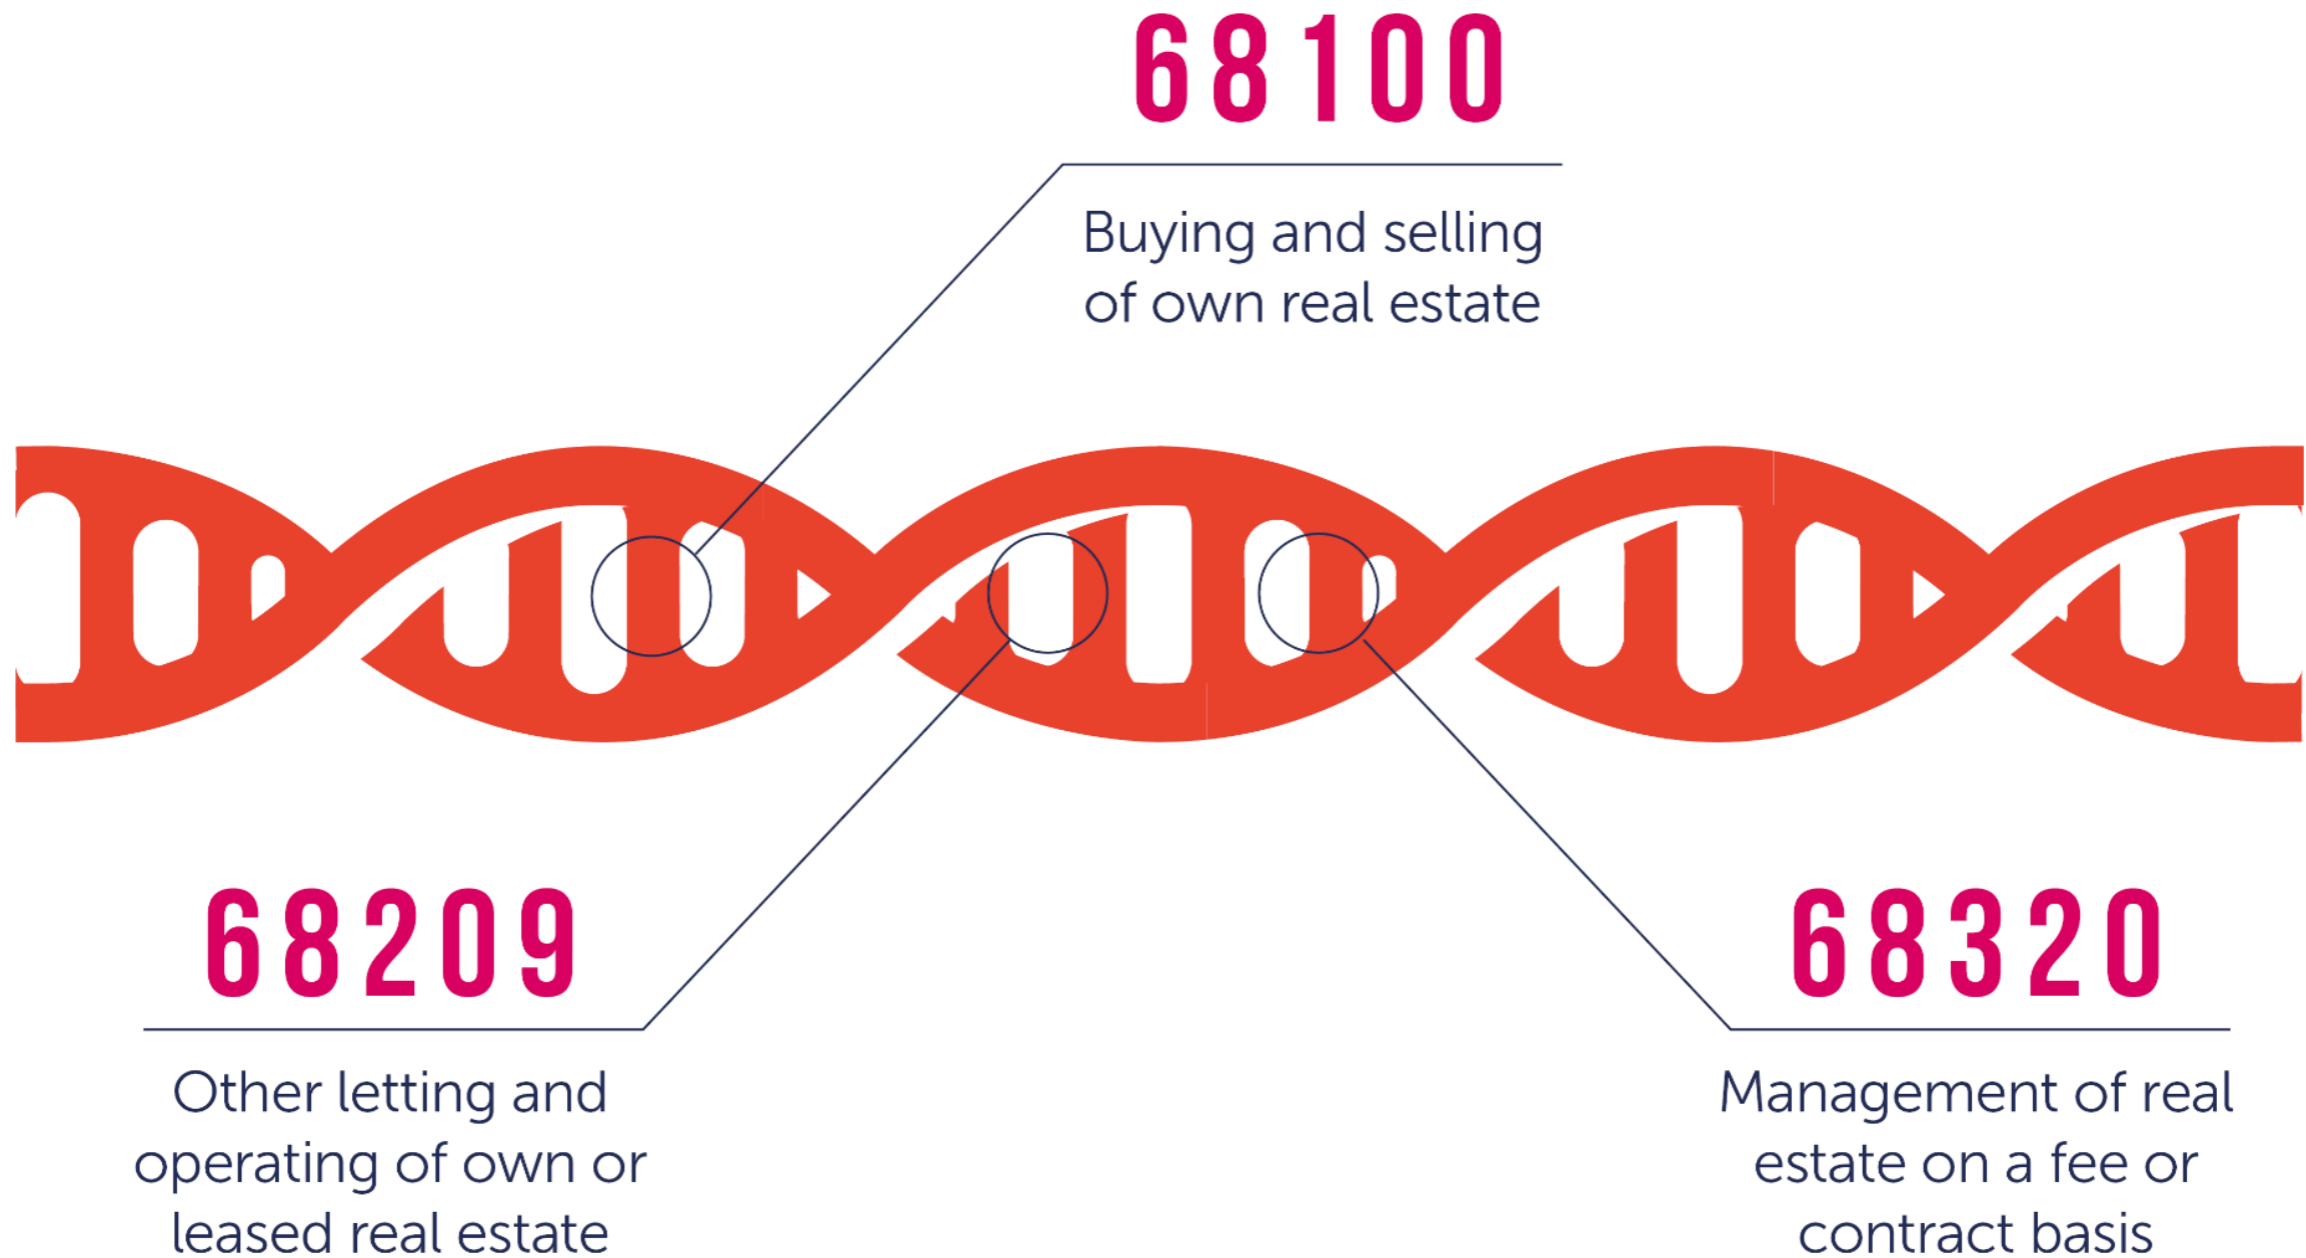 68100
Buying and selling
of own real estate
68209
Other letting and
operating of own or
leased real estate
68320
Management of real
estate on a fee or
contract basis